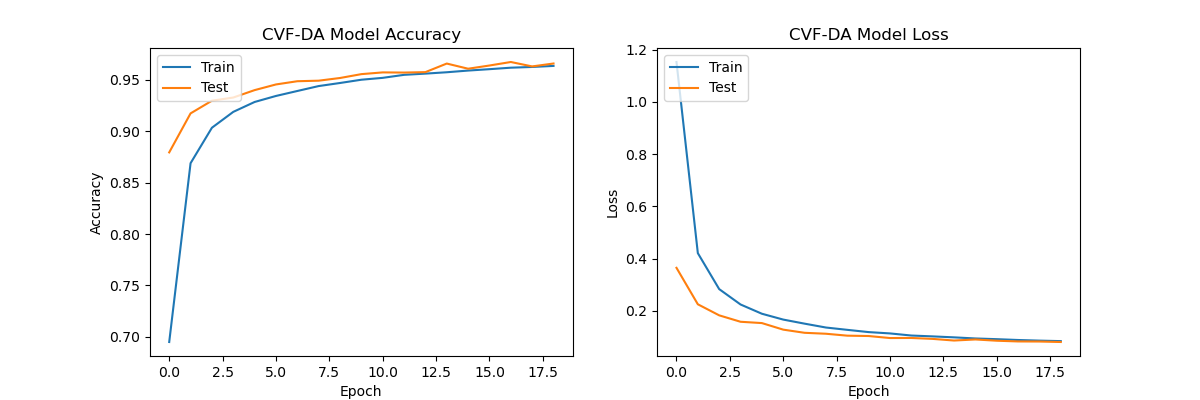 CVF-DA Model Accuracy
Train
Test
0.95
0.90
0.85
0.80
0.75
0.70
Accuracy
0.0 2.5 5.0 7.5 10.0 12.5 15.0 17.5
Epoch
CVF-DA Model Loss
Train
Test
1.2
1.0
0.8
0.6
0.4
0.2
Loss
0.0 2.5 5.0 7.5 10.0 12.5 15.0 17.5
Epoch